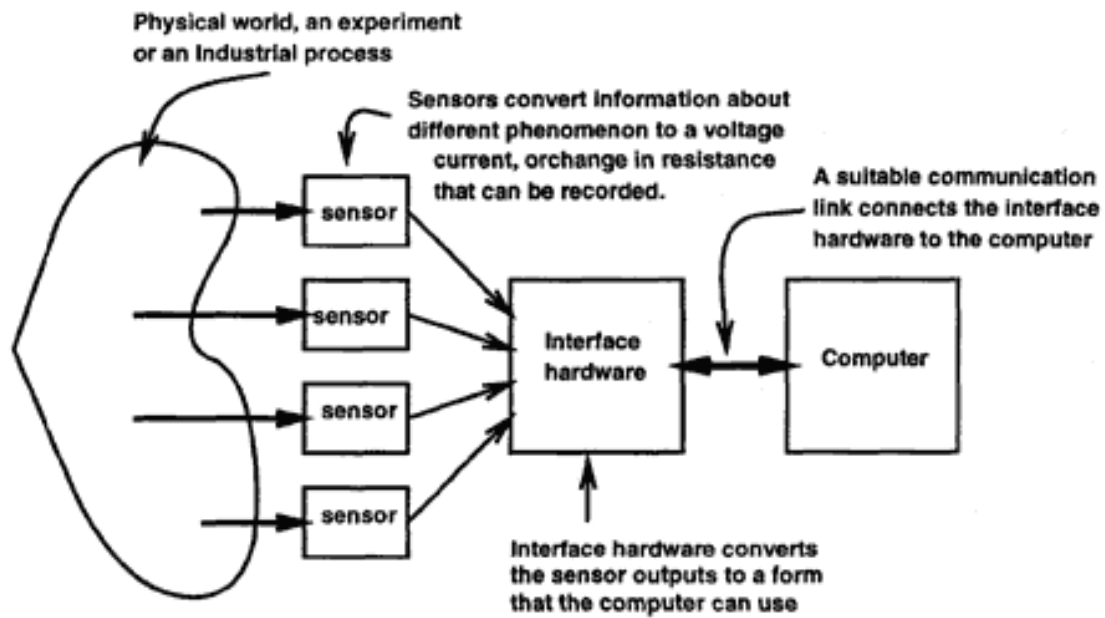 Physical world, an experiment
or an Industrial process
Sensors convert information about
different phenomenon to a voltage
current, orchange in resistance
that can be recorded.
A suitable communication
link connects the interface
hardware to the computer
sensor
sensor
sensor
sensor
Interface
hardware
Computer
Interface hardware converts
the sensor outputs to a form
that the computer can use